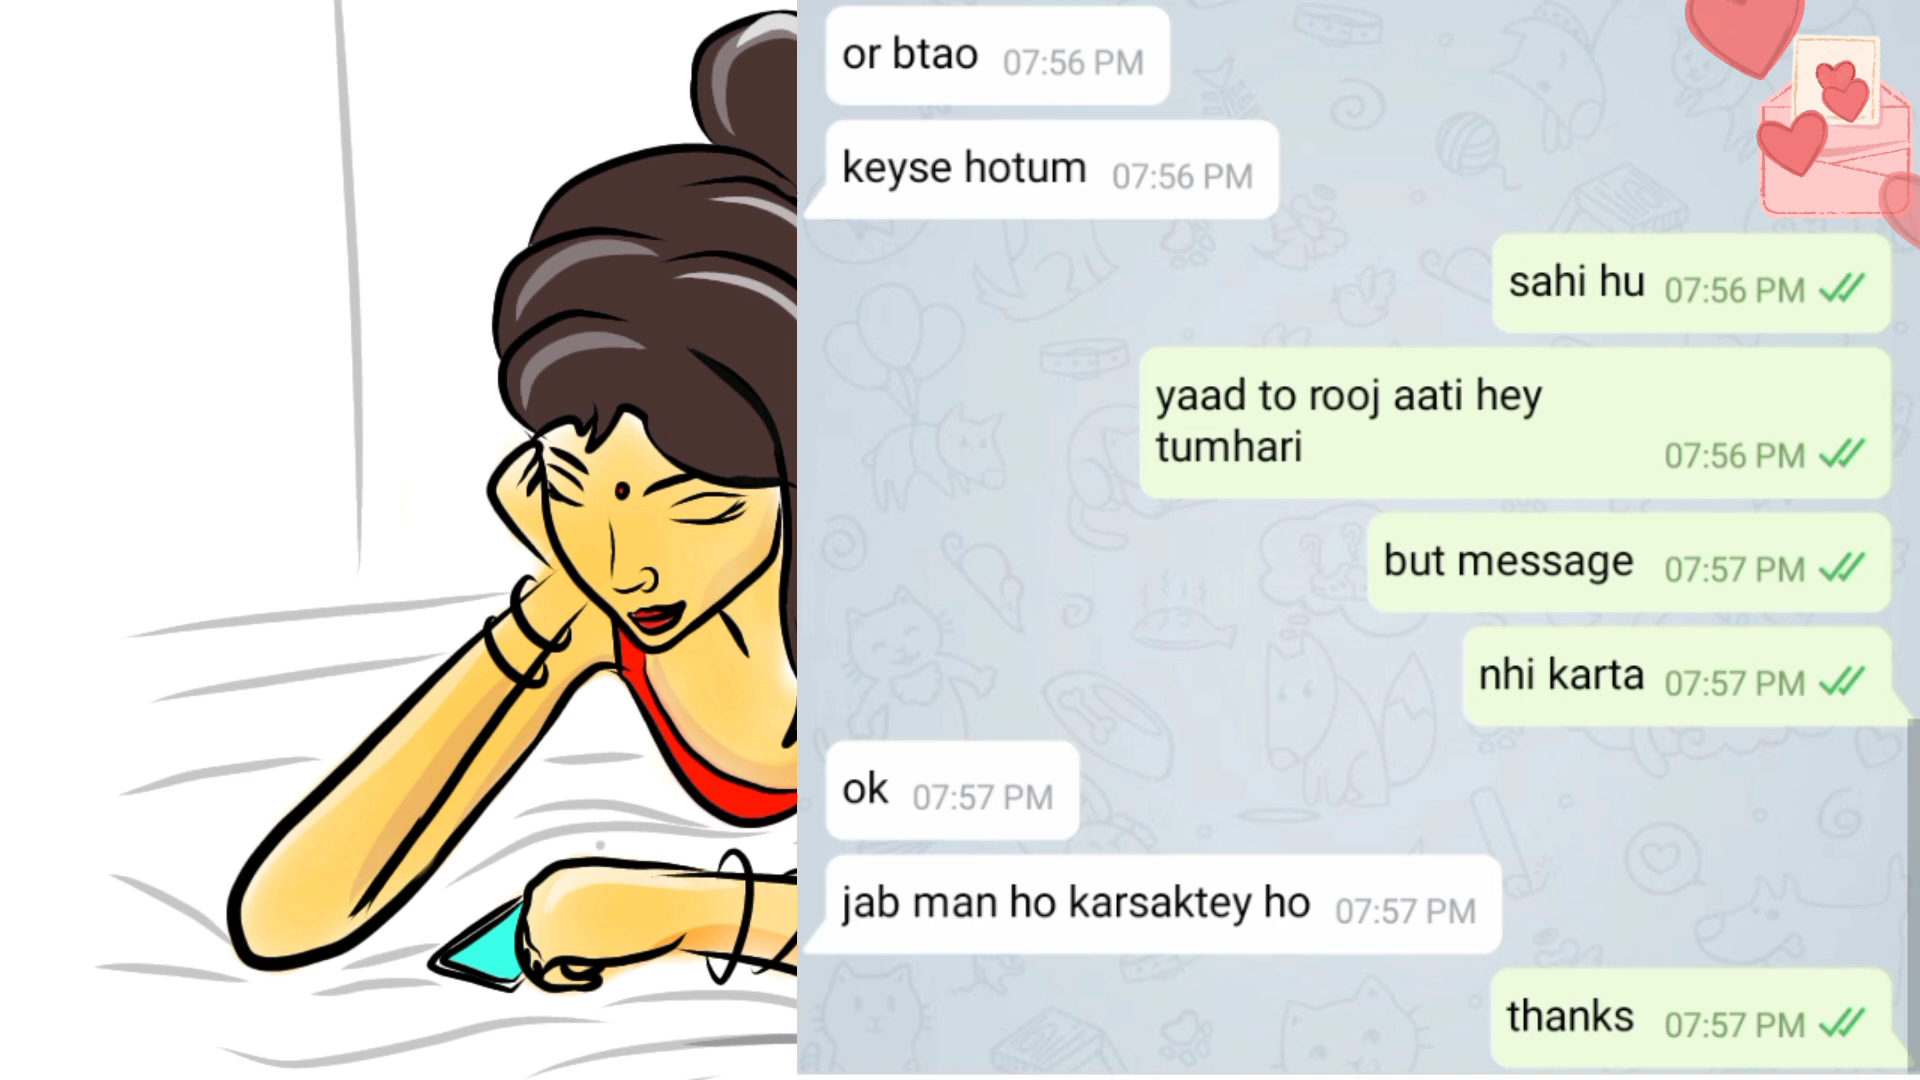 or btao 07:56 PM
keyse hotum 07:56 PM
sahi hu 07:56 PM
yaad to rooj aati hey
tumhari 07:56 PM
but message 07:57 PM
nhi karta 07:57 PM
ok 07:57 PM
jab man ho karsaktey ho 07:57 PM
thanks 07:57 PM